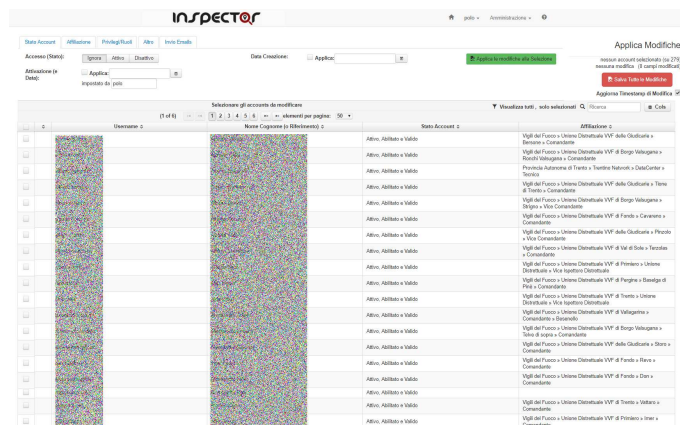 INSPECTOR
polo Amministrazione
Stato Account Affiliazione Privilegi/Ruoli Altro Invio Emails
Applica Modifiche
Accesso (Stato): Ignora Attivo Disattivo Data Creazione: Applica: Applica le modifiche alla Selezione
nessun account selezionato (su 279)
nessuna modifica (6 campi modificati)
Attivazione (e Data): Applica:
impostato da polo
Salva Tutte le Modifiche
Aggiorna Timestamp di Modifica
Selezionare gli accounts da modificare
(1 of 6) 1 2 3 4 5 6 elementi per pagina: 50
Visualizza tutti , solo selezionati Ricerca Cols
Username Nome Cognome (o Riferimento) Stato Account Affiliazione
Attivo, Abilitato e Valido Vigili del Fuoco » Unione Distrettuale VVF delle Giudicarie »
Bersone » Comandante
Attivo, Abilitato e Valido Vigili del Fuoco » Unione Distrettuale VVF di Borgo Valsugana »
Ronchi Valsugana » Comandante
Attivo, Abilitato e Valido Provincia Autonoma di Trento » Trentino Network » DataCenter »
Tecnico
Attivo, Abilitato e Valido Vigili del Fuoco » Unione Distrettuale VVF delle Giudicarie » Tione
di Trento » Comandante
Attivo, Abilitato e Valido Vigili del Fuoco » Unione Distrettuale VVF di Borgo Valsugana »
Strigno » Vice Comandante
Attivo, Abilitato e Valido Vigili del Fuoco » Unione Distrettuale VVF di Fondo » Cavareno »
Comandante
Attivo, Abilitato e Valido Vigili del Fuoco » Unione Distrettuale VVF delle Giudicarie » Pinzolo
» Vice Comandante
Attivo, Abilitato e Valido Vigili del Fuoco » Unione Distrettuale VVF di Val di Sole » Terzolas
» Comandante
Attivo, Abilitato e Valido Vigili del Fuoco » Unione Distrettuale VVF di Primiero » Unione
Distrettuale » Vice Ispettore Distrettuale
Attivo, Abilitato e Valido Vigili del Fuoco » Unione Distrettuale VVF di Pergine » Baselga di
Pinè » Comandante
Attivo, Abilitato e Valido Vigili del Fuoco » Unione Distrettuale VVF di Trento » Unione
Distrettuale » Vice Ispettore Distrettuale
Attivo, Abilitato e Valido Vigili del Fuoco » Unione Distrettuale VVF di Vallagarina »
Comandante » Besenello
Attivo, Abilitato e Valido Vigili del Fuoco » Unione Distrettuale VVF di Borgo Valsugana »
Telve di sopra » Comandante
Attivo, Abilitato e Valido Vigili del Fuoco » Unione Distrettuale VVF delle Giudicarie » Storo »
Comandante
Attivo, Abilitato e Valido Vigili del Fuoco » Unione Distrettuale VVF di Fondo » Revo »
Comandante
Attivo, Abilitato e Valido Vigili del Fuoco » Unione Distrettuale VVF di Fondo » Don »
Comandante
Attivo, Abilitato e Valido Vigili del Fuoco » Unione Distrettuale VVF di Trento » Vattaro »
Comandante
Attivo, Abilitato e Valido Vigili del Fuoco » Unione Distrettuale VVF di Primiero » Imer »
Comandante